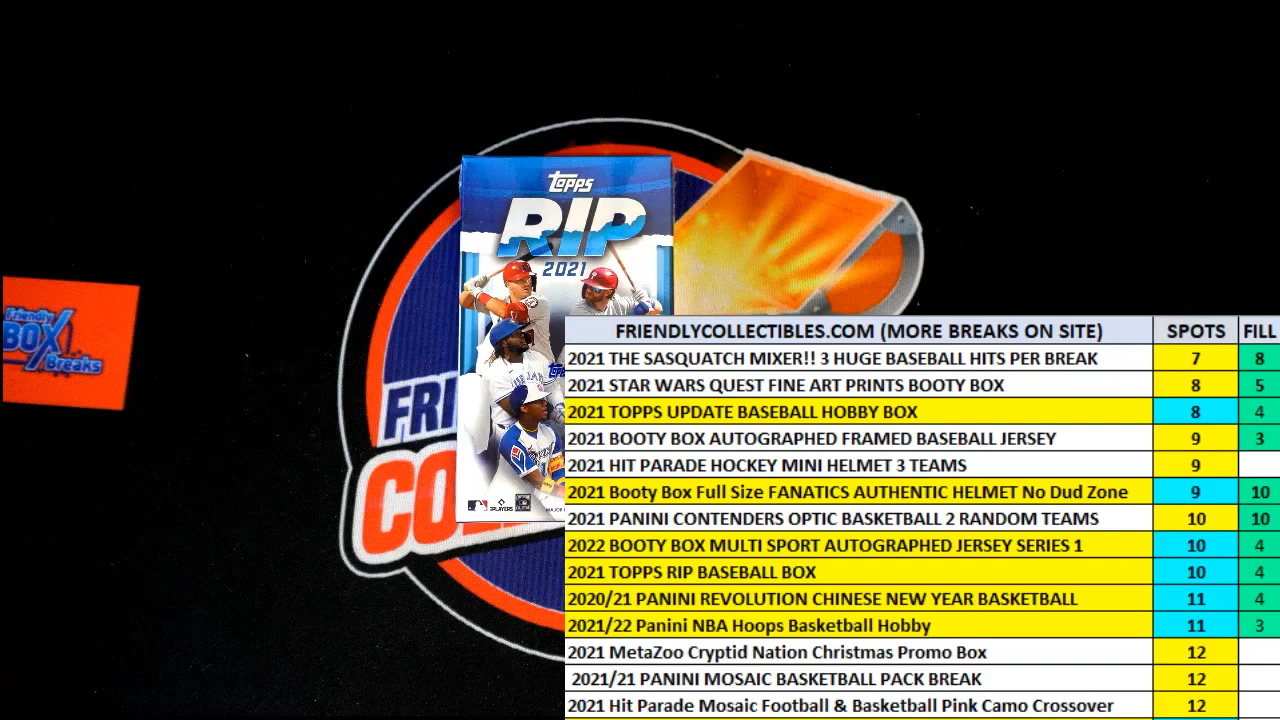 TOPPS
RIP
2021
Friendly
BOX
Breaks
FRI
CO
FRIENDLYCOLLECTIBLES.COM (MORE BREAKS ON SITE) SPOTS FILL
2021 THE SASQUATCH MIXER!! 3 HUGE BASEBALL HITS PER BREAK 7 8
2021 STAR WARS QUEST FINE ART PRINTS BOOTY BOX 8 5
2021 TOPPS UPDATE BASEBALL HOBBY BOX 8 4
2021 BOOTY BOX AUTOGRAPHED FRAMED BASEBALL JERSEY 9 3
2021 HIT PARADE HOCKEY MINI HELMET 3 TEAMS 9
2021 Booty Box Full Size FANATICS AUTHENTIC HELMET No Dud Zone 9 10
2021 PANINI CONTENDERS OPTIC BASKETBALL 2 RANDOM TEAMS 10 10
2022 BOOTY BOX MULTI SPORT AUTOGRAPHED JERSEY SERIES 1 10 4
2021 TOPPS RIP BASEBALL BOX 10 4
2020/21 PANINI REVOLUTION CHINESE NEW YEAR BASKETBALL 11 4
2021/22 Panini NBA Hoops Basketball Hobby 11 3
2021 MetaZoo Cryptid Nation Christmas Promo Box 12
2021/21 PANINI MOSAIC BASKETBALL PACK BREAK 12
2021 Hit Parade Mosaic Football & Basketball Pink Camo Crossover 12